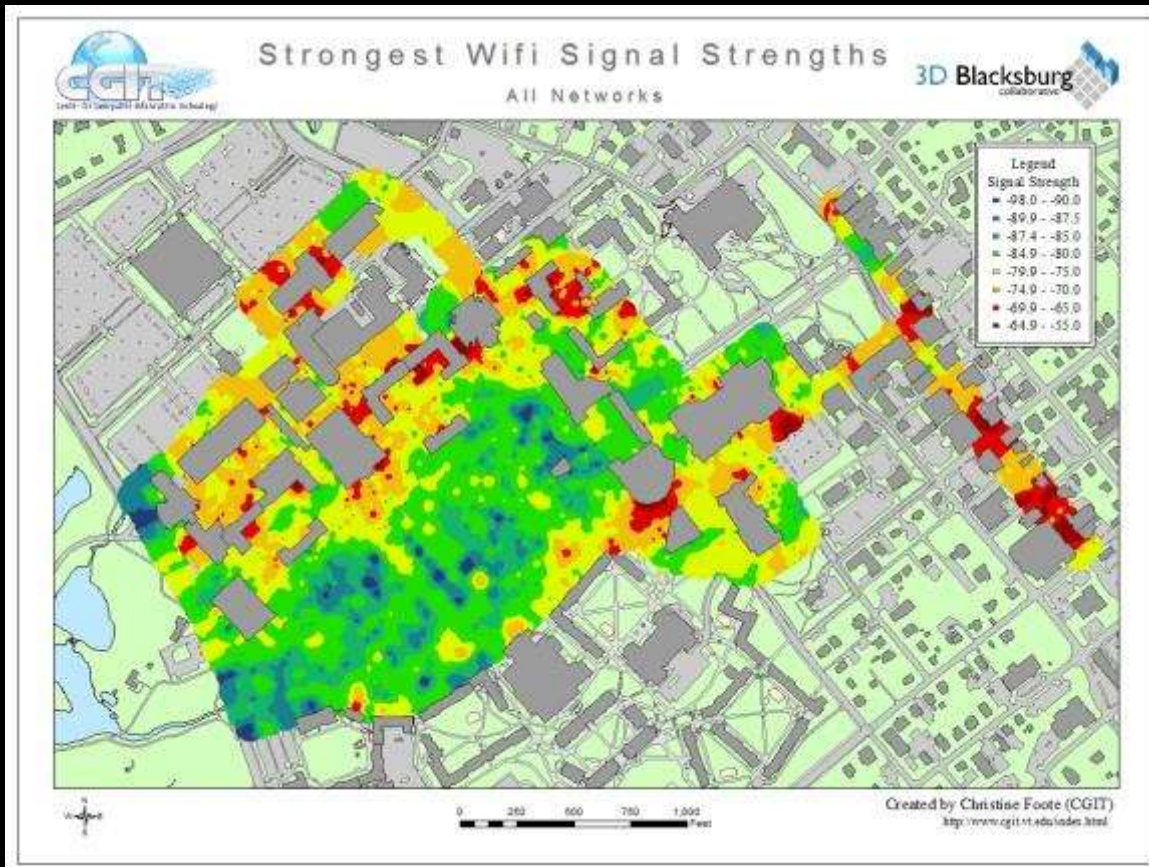 Strongest Wifi Signal Strengths
All Networks
CGIT
3D Blacksburg
collaborative
Legend
Signal Strength
-98.0 - -90.0
-89.9 - -87.5
-87.4 - -85.0
-84.9 - -80.0
-79.9 - -75.0
-74.9 - -70.0
-69.9 - -65.0
-64.9 - -55.0
0 250 500 750 1,000
Feet
Created by Christine Foote (CGIT)
http://www.cgit.vt.edu/index.html